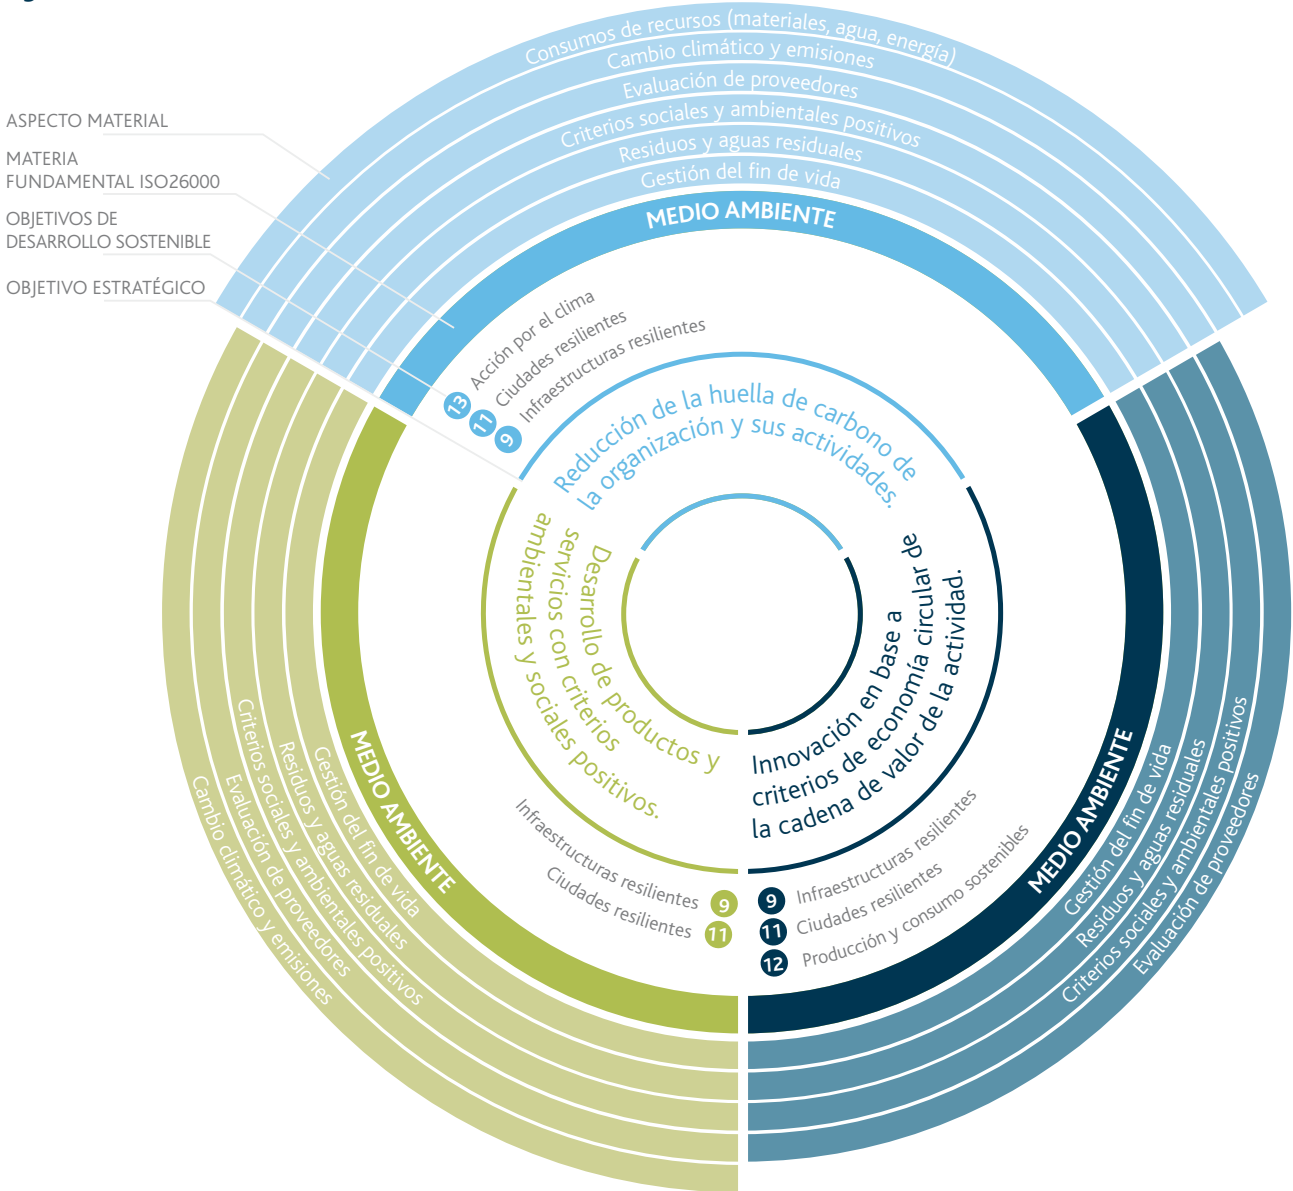 Consumos de recursos (materiales, agua, energía)
Cambio climático y emisiones
Evaluación de proveedores
Criterios sociales y ambientales positivos
Residuos y aguas residuales
Gestión del fin de vida
MEDIO AMBIENTE
ASPECTO MATERIAL
MATERIA
FUNDAMENTAL ISO26000
OBJETIVOS DE
DESARROLLO SOSTENIBLE
OBJETIVO ESTRATÉGICO
13 Acción por el clima
11 Ciudades resilientes
9 Infraestructuras resilientes
Reducción de la huella de carbono de
la organización y sus actividades.
Desarrollo de productos y
servicios con criterios
ambientales y sociales positivos.
Innovación en base a
criterios de economía circular de
la cadena de valor de la actividad.
Infraestructuras resilientes 9
Ciudades resilientes 11
9 Infraestructuras resilientes
11 Ciudades resilientes
12 Producción y consumo sostenibles
MEDIO AMBIENTE
Gestión del fin de vida
Residuos y aguas residuales
Criterios sociales y ambientales positivos
Evaluación de proveedores
Cambio climático y emisiones
MEDIO AMBIENTE
Gestión del fin de vida
Residuos y aguas residuales
Criterios sociales y ambientales positivos
Evaluación de proveedores